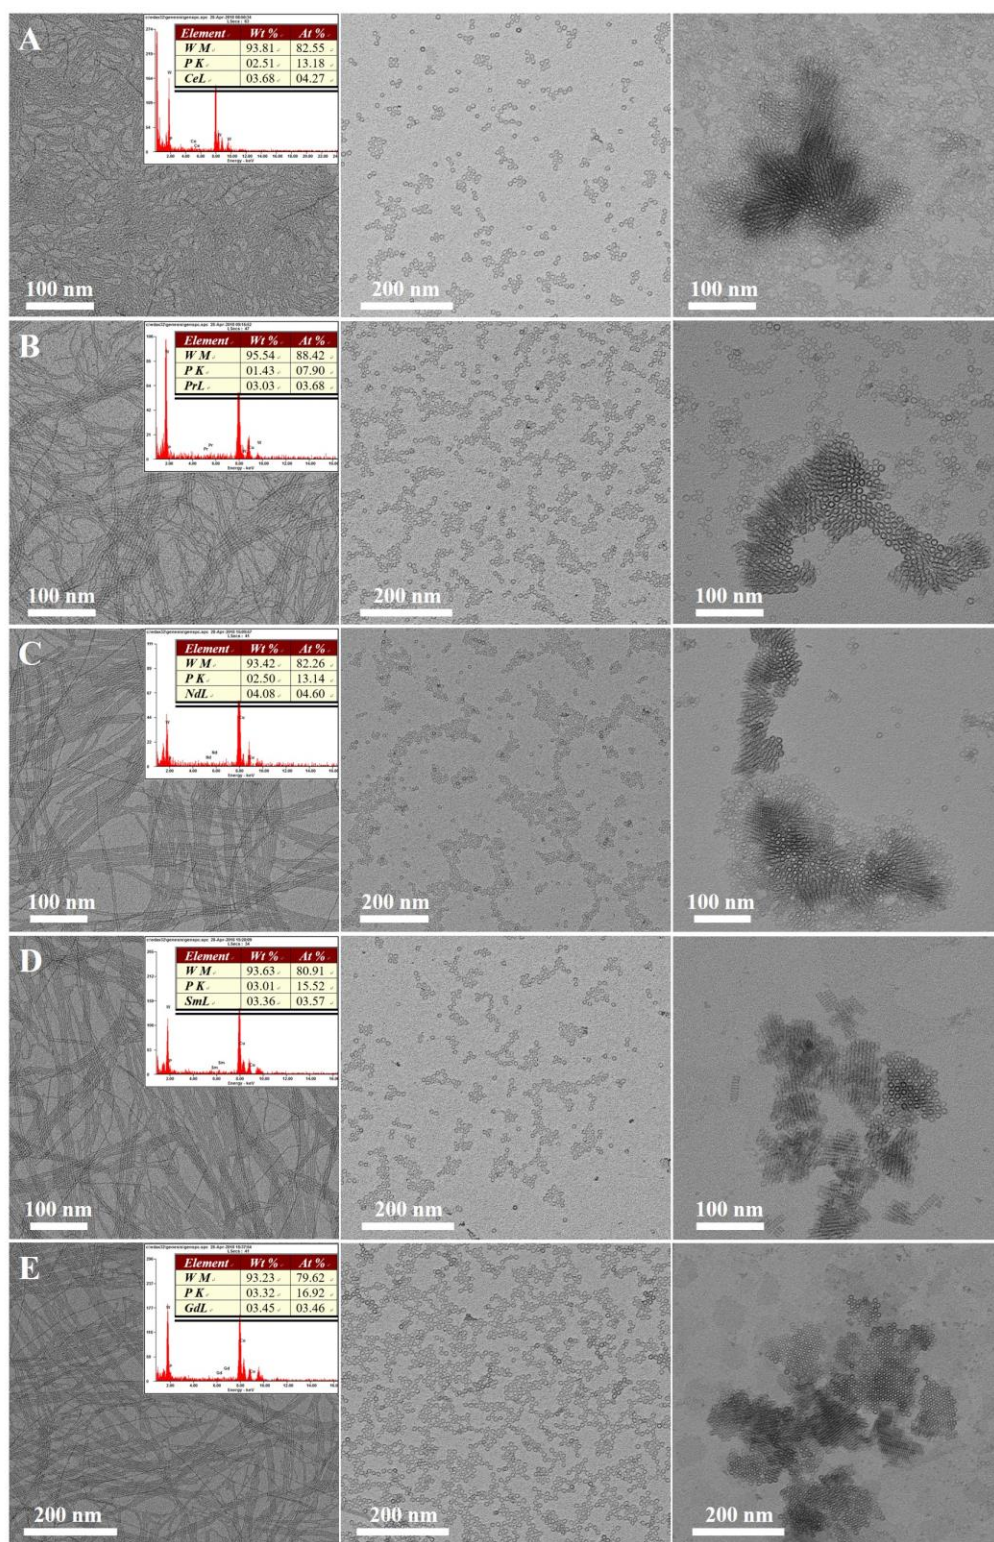 A
Element Wt % At %
W M 93.81 82.55
P K 02.51 13.18
CeL 03.68 04.27
100 nm
200 nm
100 nm
B
Element Wt % At %
W M 95.54 88.42
P K 01.43 07.90
PrL 03.03 03.68
100 nm
200 nm
100 nm
C
Element Wt % At %
W M 93.42 82.26
P K 02.50 13.14
NdL 04.08 04.60
100 nm
200 nm
100 nm
D
Element Wt % At %
W M 93.63 80.91
P K 03.01 15.52
SmL 03.36 03.57
100 nm
200 nm
100 nm
E
Element Wt % At %
W M 93.23 79.62
P K 03.32 16.92
GdL 03.45 03.46
200 nm
200 nm
200 nm